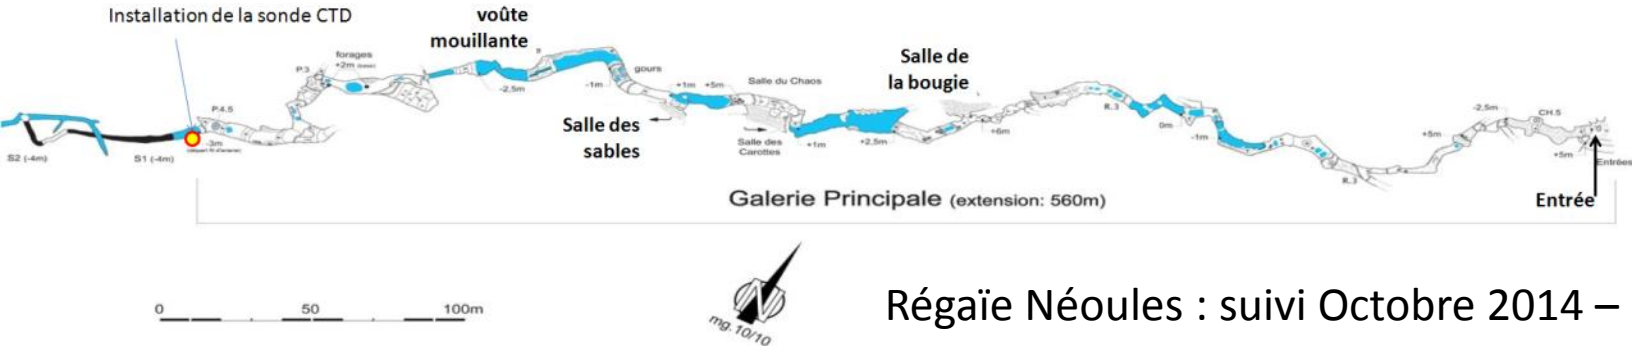 Installation de la sonde CTD
voûte
mouillante
forages
+2m
P.3
P.4,5
-3m
S2 (-4m)
S1 (-4m)
-2,5m
-1m
gours
+1m
+5m
Salle du Chaos
Salle des
sables
Salle des
Carottes
+1m
+2,5m
Salle de
la bougie
+6m
R.3
0m
-1m
R.3
+5m
-2,5m
CH.5
+5m
Entrées
Entrée
Galerie Principale (extension: 560m)
0 50 100m
N
mg. 10/10
Régaïe Néoules : suivi Octobre 2014 –